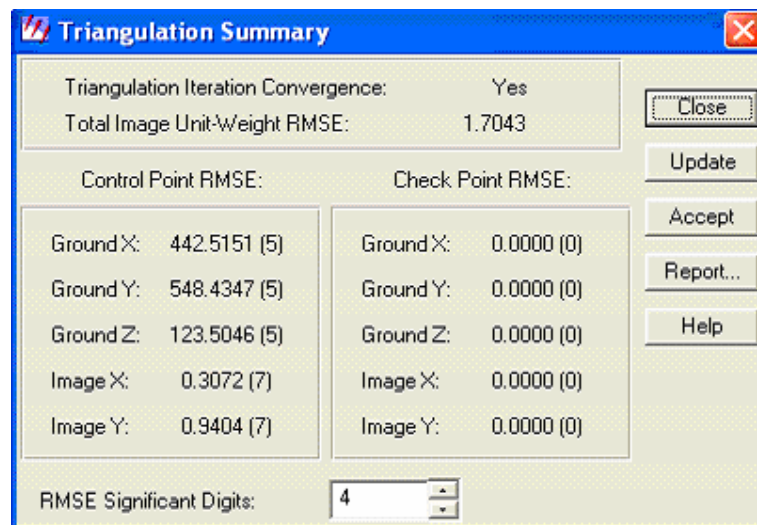 Triangulation Summary
Triangulation Iteration Convergence: Yes
Total Image Unit-Weight RMSE: 1.7043
Control Point RMSE:
Ground X: 442.5151 (5)
Ground Y: 548.4347 (5)
Ground Z: 123.5046 (5)
Image X: 0.3072 (7)
Image Y: 0.9404 (7)
Check Point RMSE:
Ground X: 0.0000 (0)
Ground Y: 0.0000 (0)
Ground Z: 0.0000 (0)
Image X: 0.0000 (0)
Image Y: 0.0000 (0)
RMSE Significant Digits: 4
Close
Update
Accept
Report...
Help